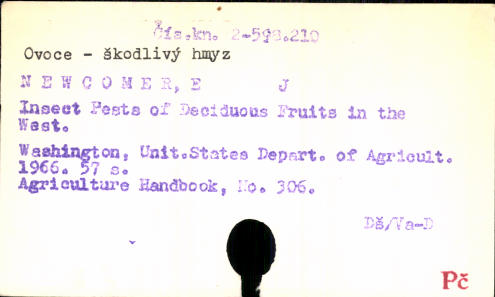 Čís.kn. 2-598.210
Ovoce - škodlivý hmyz
N E W C O M E R, E J
Insect Pests of Deciduous Fruits in the
West.
Washington, Unit.States Depart. of Agricult.
1966. 57 s.
Agriculture Handbook, No. 306.
Dš/Va-D
Pč